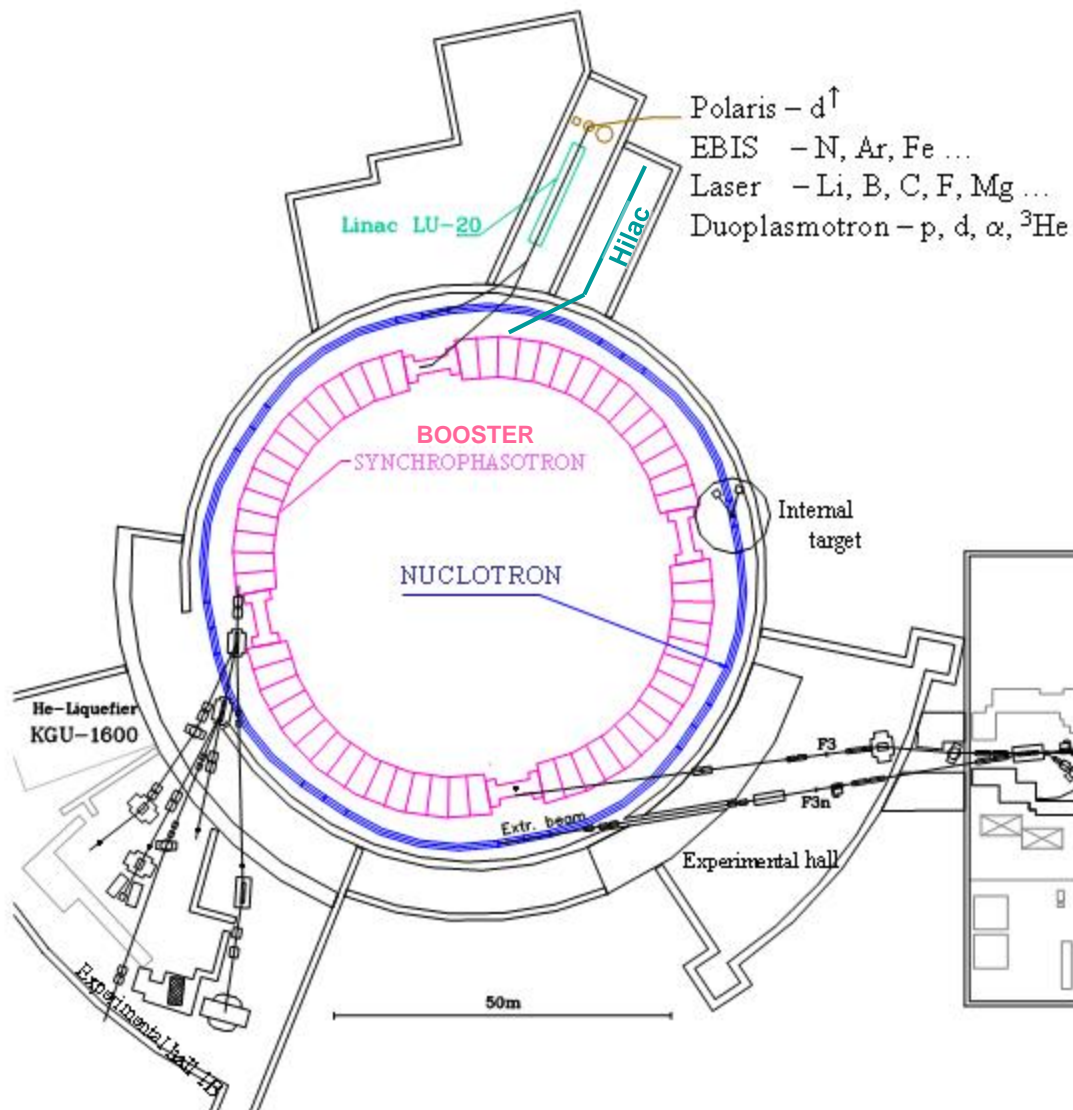 Polaris – d↑
EBIS – N, Ar, Fe ...
Laser – Li, B, C, F, Mg ...
Duoplasmotron – p, d, α, ³He
Linac LU-20
Hilac
BOOSTER
SYNCHROPHASOTRON
Internal
target
NUCLOTRON
He-Liquefier
KGU-1600
F3
F3n
Extr. beam
Experimental hall
Experimental hall 1B
50m